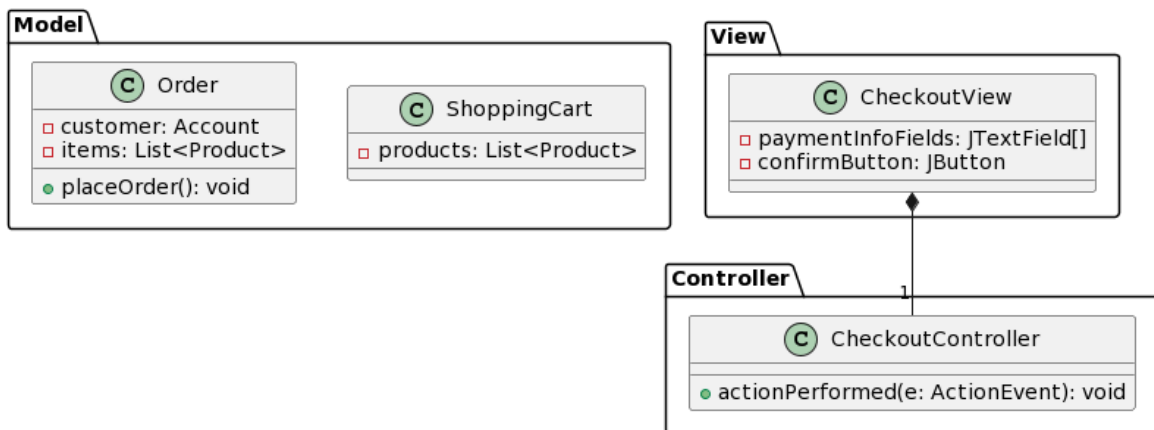 Model
C Order
customer: Account
items: List<Product>
placeOrder(): void
C ShoppingCart
products: List<Product>
View
C CheckoutView
paymentInfoFields: JTextField[]
confirmButton: JButton
1
Controller
C CheckoutController
actionPerformed(e: ActionEvent): void